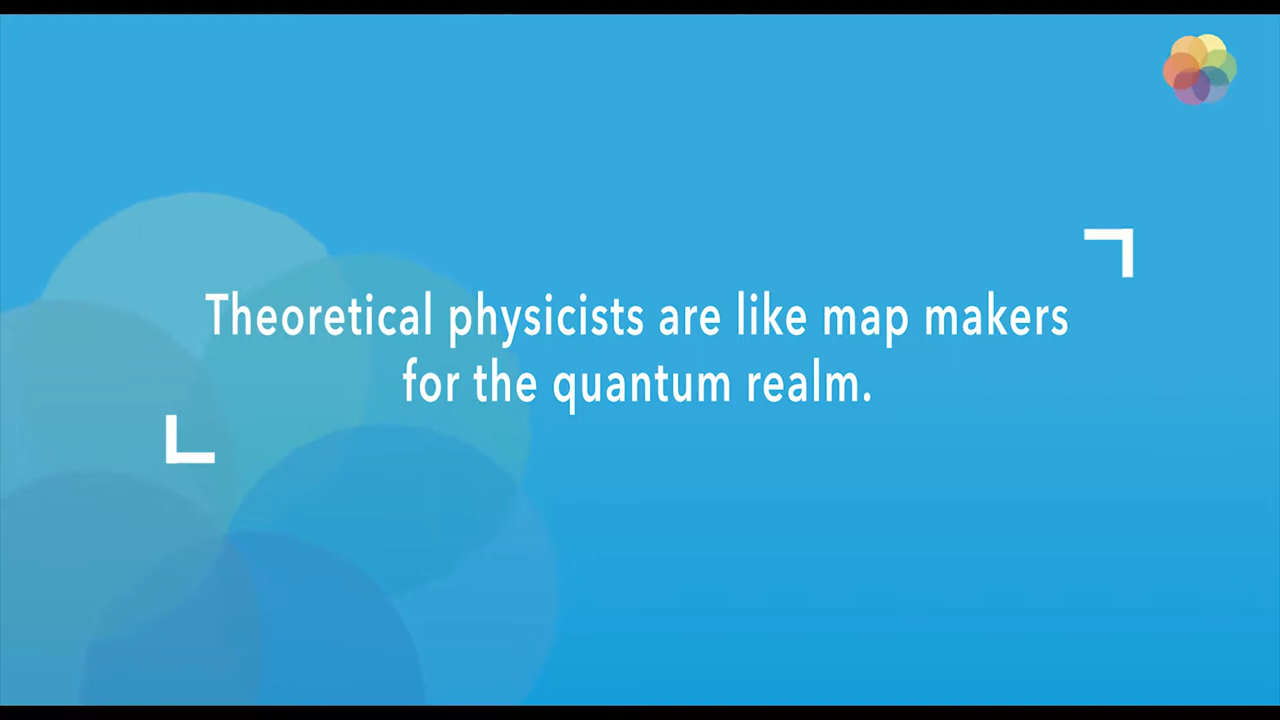 Theoretical physicists are like map makers
for the quantum realm.